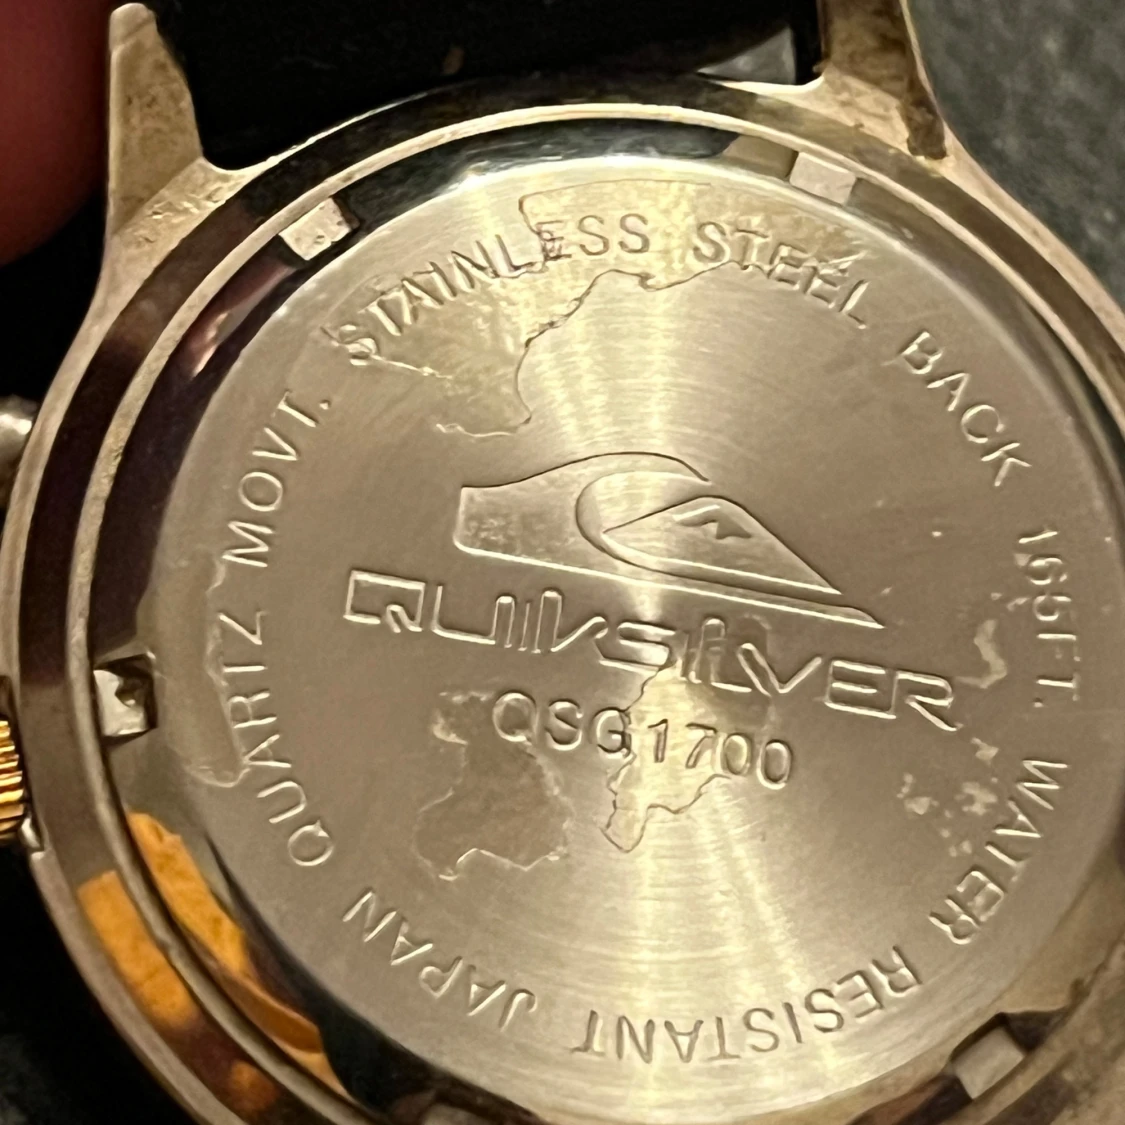 STAINLESS STEEL BACK 165FT. WATER RESISTANT JAPAN QUARTZ MOVT.
QUIKSILVER
QSG1700